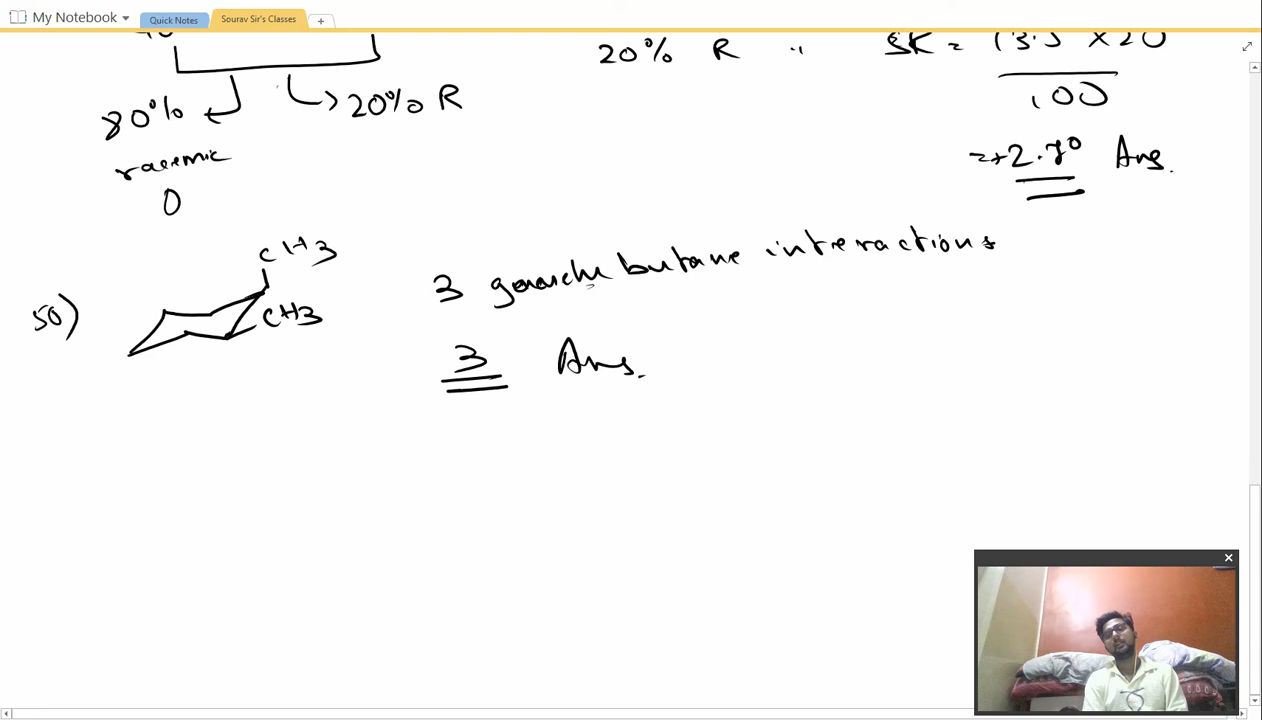 My Notebook
Quick Notes
Sourav Sir's Classes
20% R
SR = 13.5 × 20
100
80%
20% R
racemic
0
= +2.7° Ans.
50)
CH3
CH3
3 gauche butane interactions
3 Ans.